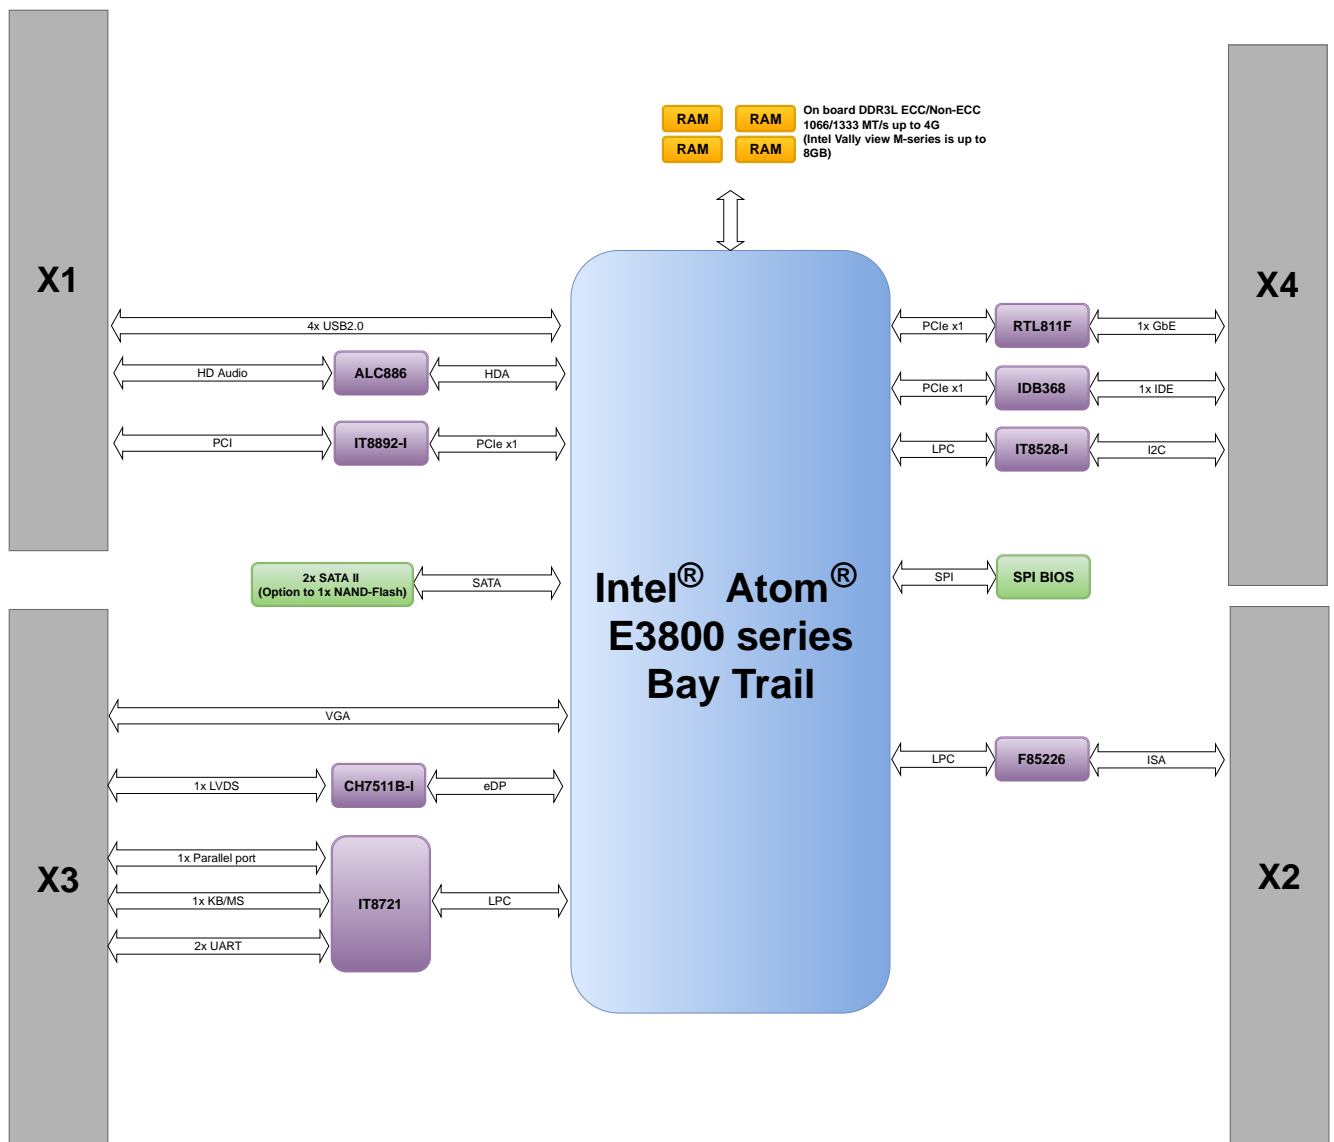 RAM
RAM
RAM
RAM
On board DDR3L ECC/Non-ECC
1066/1333 MT/s up to 4G
(Intel Vally view M-series is up to
8GB)
X1
4x USB2.0
HD Audio
ALC886
HDA
PCI
IT8892-I
PCIe x1
2x SATA II
(Option to 1x NAND-Flash)
SATA
X3
VGA
1x LVDS
CH7511B-I
eDP
1x Parallel port
1x KB/MS
2x UART
IT8721
LPC
Intel® Atom®
E3800 series
Bay Trail
PCIe x1
RTL811F
1x GbE
PCIe x1
IDB368
1x IDE
LPC
IT8528-I
I2C
X4
SPI
SPI BIOS
LPC
F85226
ISA
X2